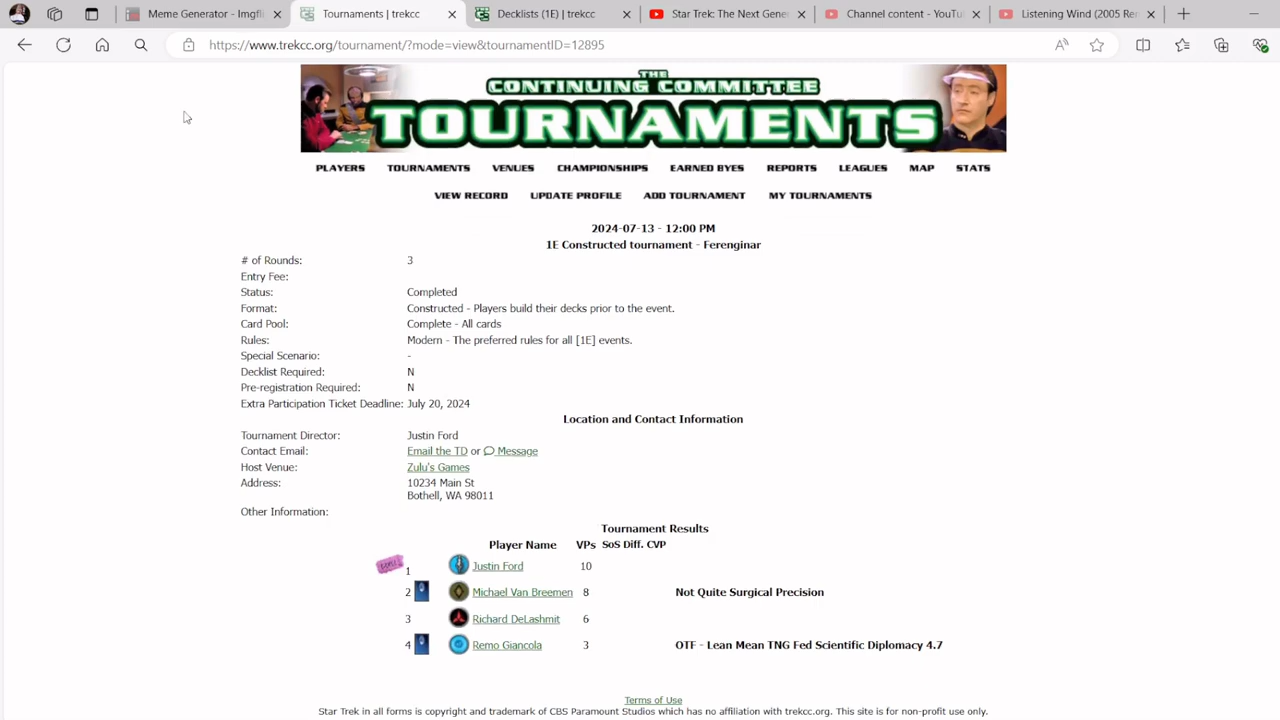 Meme Generator - Imgfli
Tournaments | trekcc
Decklists (1E) | trekcc
Star Trek: The Next Gene
Channel content - YouTu
Listening Wind (2005 Re
https://www.trekcc.org/tournament/?mode=view&tournamentID=12895
THE
CONTINUING COMMITTEE
TOURNAMENTS
PLAYERS TOURNAMENTS VENUES CHAMPIONSHIPS EARNED BYES REPORTS LEAGUES MAP STATS
VIEW RECORD UPDATE PROFILE ADD TOURNAMENT MY TOURNAMENTS
2024-07-13 - 12:00 PM
1E Constructed tournament - Ferenginar
# of Rounds: 3
Entry Fee:
Status: Completed
Format: Constructed - Players build their decks prior to the event.
Card Pool: Complete - All cards
Rules: Modern - The preferred rules for all [1E] events.
Special Scenario: -
Decklist Required: N
Pre-registration Required: N
Extra Participation Ticket Deadline: July 20, 2024
Location and Contact Information
Tournament Director: Justin Ford
Contact Email: Email the TD or Message
Host Venue: Zulu's Games
Address: 10234 Main St
Bothell, WA 98011
Other Information:
Tournament Results
Player Name VPs SoS Diff. CVP
1 Justin Ford 10
2 Michael Van Breemen 8 Not Quite Surgical Precision
3 Richard DeLashmit 6
4 Remo Giancola 3 OTF - Lean Mean TNG Fed Scientific Diplomacy 4.7
Terms of Use
Star Trek in all forms is copyright and trademark of CBS Paramount Studios which has no affiliation with trekcc.org. This site is for non-profit use only.